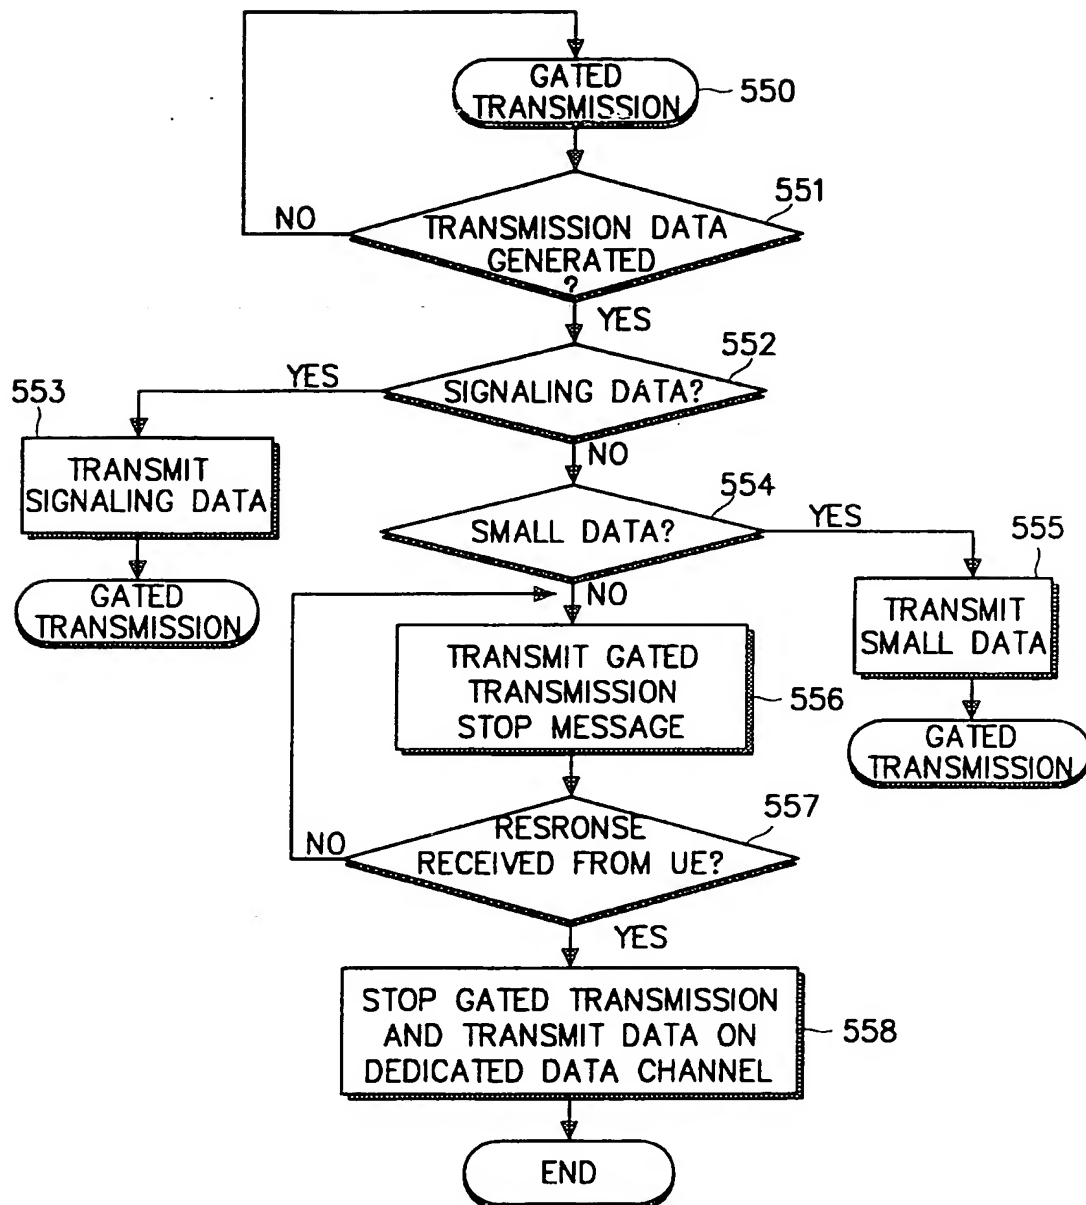 GATED
TRANSMISSION
550
551
NO
TRANSMISSION DATA
GENERATED
?
YES
552
YES
SIGNALING DATA?
553
NO
TRANSMIT
SIGNALING DATA
554
SMALL DATA?
YES
555
GATED
TRANSMISSION
NO
TRANSMIT
SMALL DATA
TRANSMIT GATED
TRANSMISSION
STOP MESSAGE
556
GATED
TRANSMISSION
557
NO
RESRONSE
RECEIVED FROM UE?
YES
STOP GATED TRANSMISSION
AND TRANSMIT DATA ON
DEDICATED DATA CHANNEL
558
END